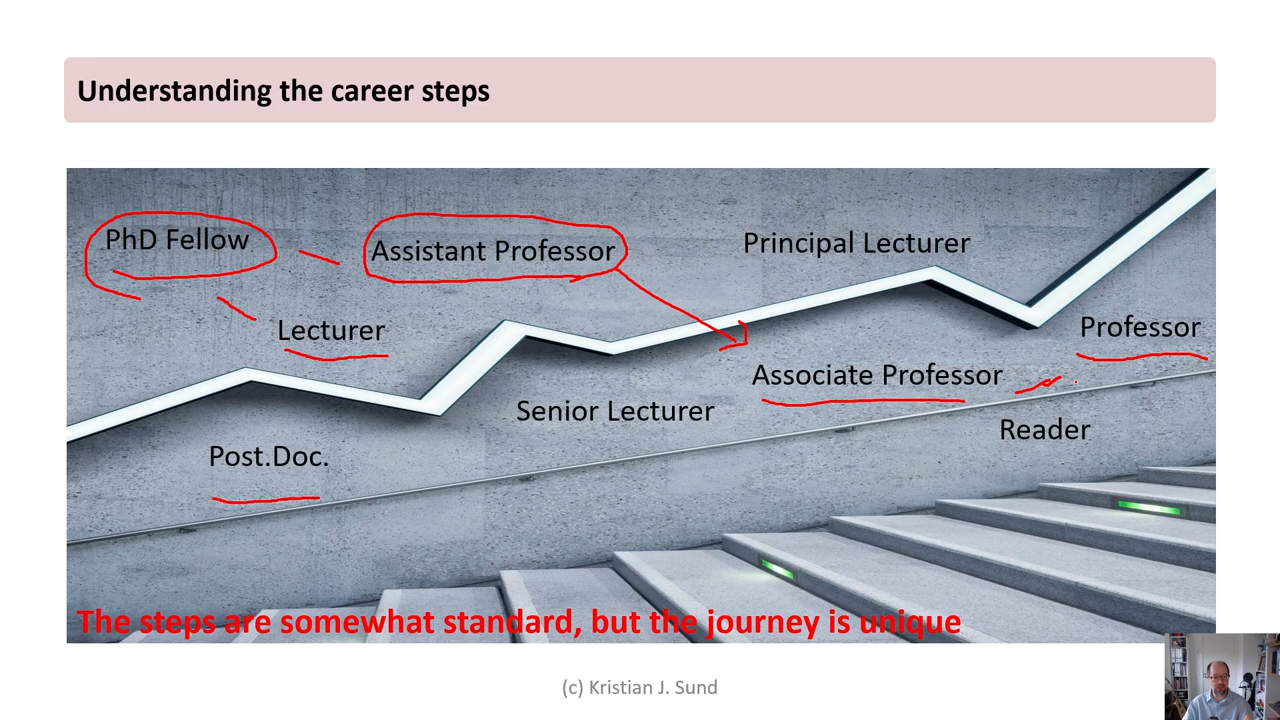 Understanding the career steps
PhD Fellow
Assistant Professor
Principal Lecturer
Lecturer
Professor
Associate Professor
Senior Lecturer
Reader
Post.Doc.
The steps are somewhat standard, but the journey is unique
(c) Kristian J. Sund